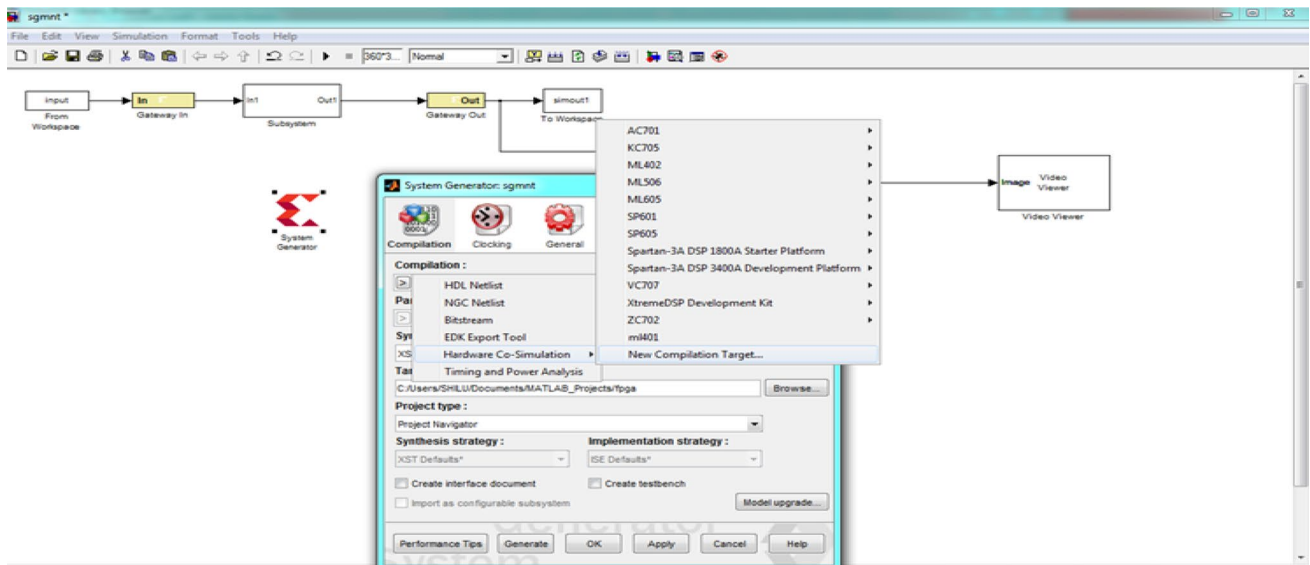 sgmnt *
File Edit View Simulation Format Tools Help
360*3... Normal
input
From
Workspace
In
Gateway In
In1 Out1
Subsystem
Out
Gateway Out
simout1
To Workspace
System
Generator
Image Video
Viewer
Video Viewer
System Generator: sgmnt
Compilation Clocking General
Compilation :
HDL Netlist
NGC Netlist
Bitstream
EDK Export Tool
Hardware Co-Simulation
Timing and Power Analysis
AC701
KC705
ML402
ML506
ML605
SP601
SP605
Spartan-3A DSP 1800A Starter Platform
Spartan-3A DSP 3400A Development Platform
VC707
XtremeDSP Development Kit
ZC702
ml401
New Compilation Target...
C:/Users/SHILU/Documents/MATLAB_Projects/fpga Browse...
Project type :
Project Navigator
Synthesis strategy : Implementation strategy :
XST Defaults* ISE Defaults*
Create interface document Create testbench
Import as configurable subsystem Model upgrade...
Performance Tips Generate OK Apply Cancel Help